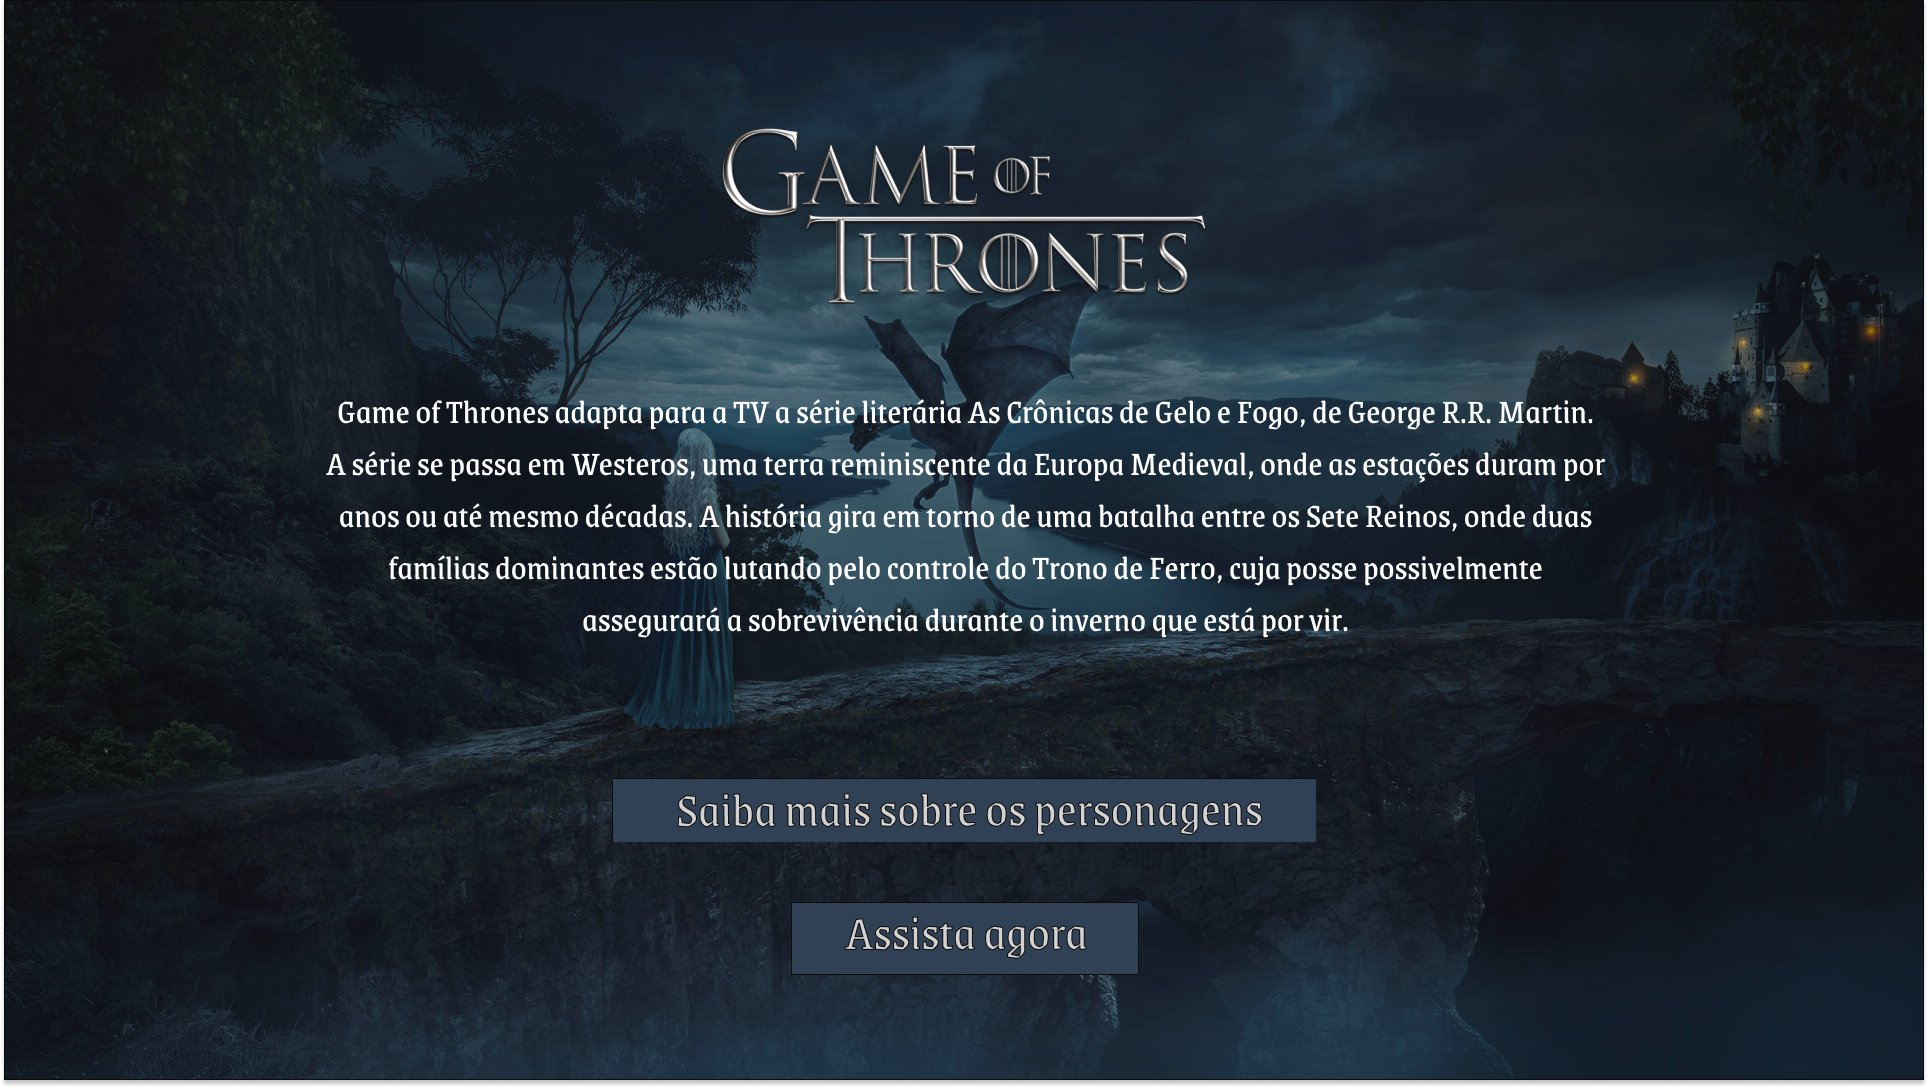 GAME OF
THRONES
Game of Thrones adapta para a TV a série literária As Crônicas de Gelo e Fogo, de George R.R. Martin.
A série se passa em Westeros, uma terra reminiscente da Europa Medieval, onde as estações duram por
anos ou até mesmo décadas. A história gira em torno de uma batalha entre os Sete Reinos, onde duas
famílias dominantes estão lutando pelo controle do Trono de Ferro, cuja posse possivelmente
assegurará a sobrevivência durante o inverno que está por vir.
Saiba mais sobre os personagens
Assista agora